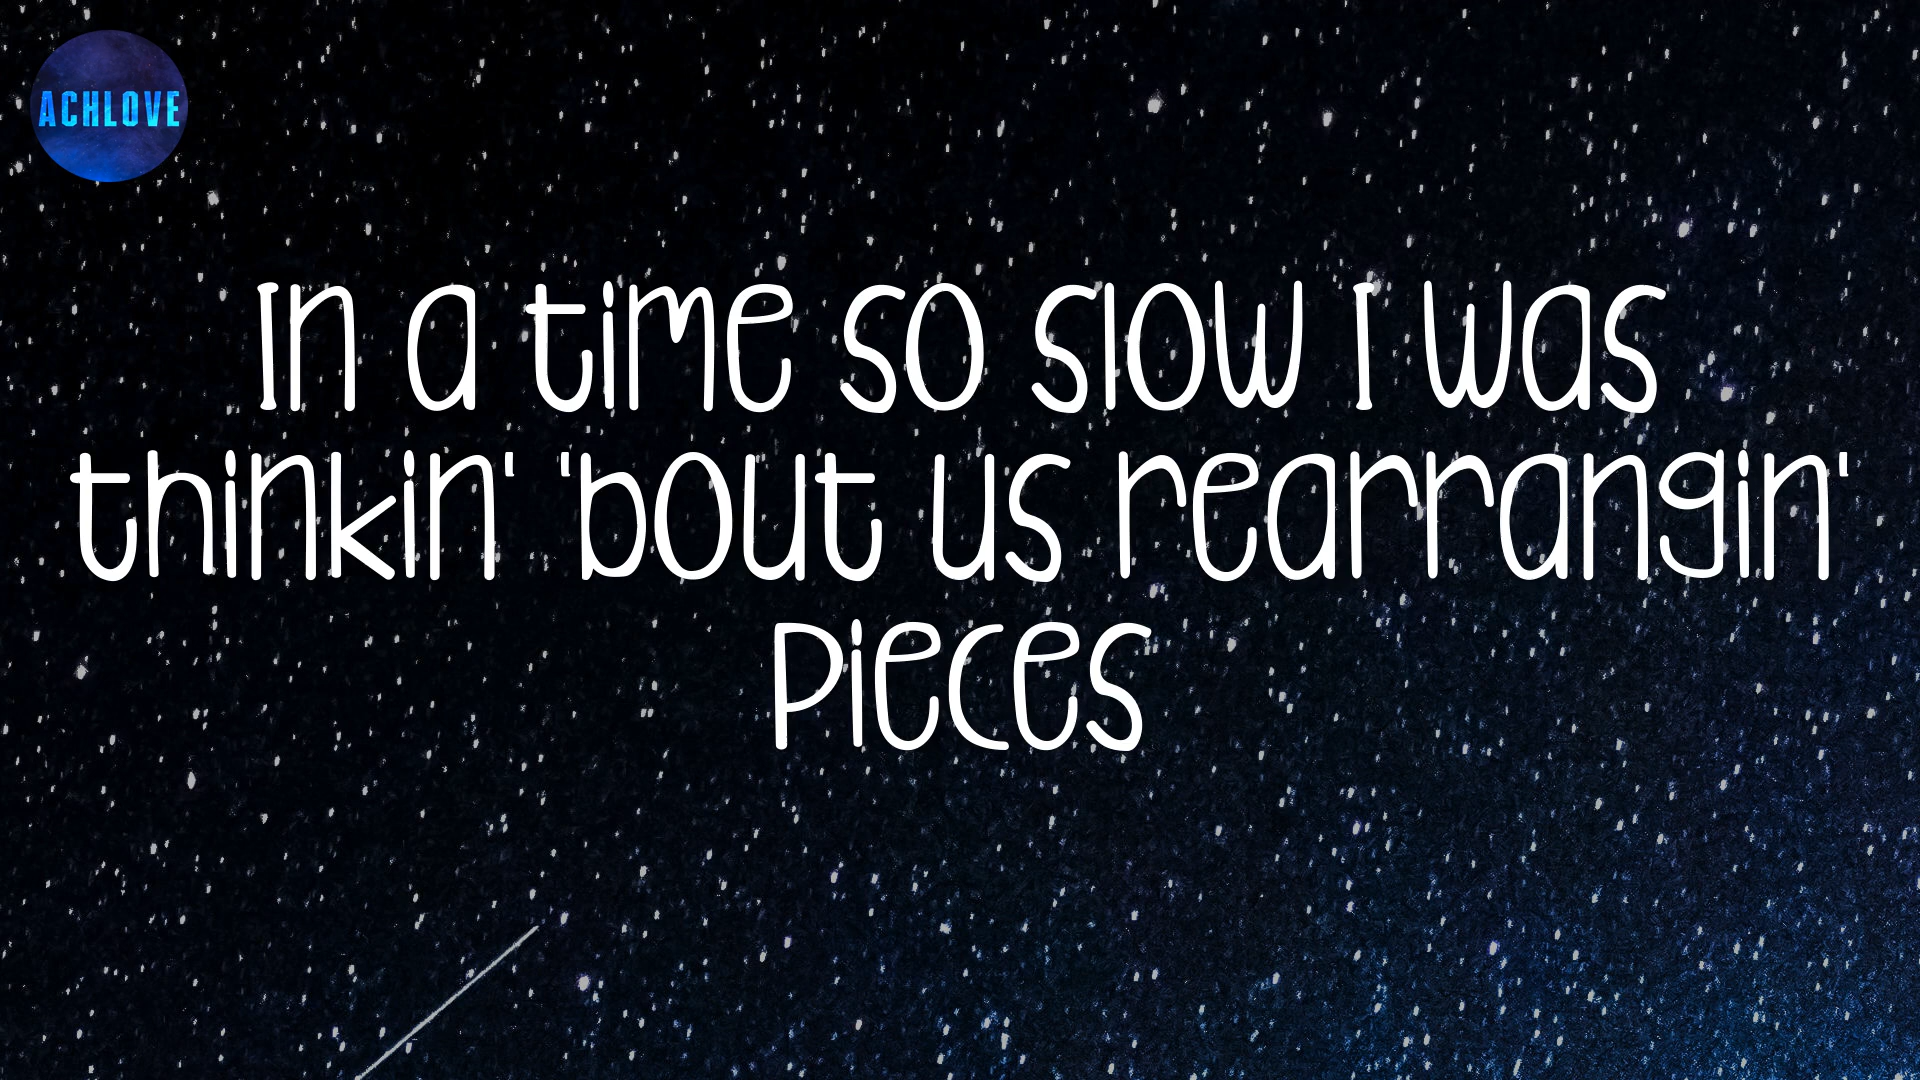 ACHLOVE
In a time so slow I was
thinkin' 'bout us rearrangin'
pieces